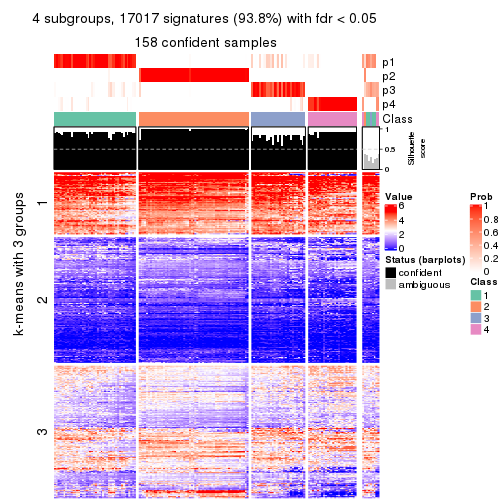 4 subgroups, 17017 signatures (93.8%) with fdr < 0.05
158 confident samples
p1
p2
p3
p4
Class
1
0.5
0
Silhouette
score
k-means with 3 groups
1
2
3
Value
6
4
2
0
Status (barplots)
confident
ambiguous
Prob
1
0.8
0.6
0.4
0.2
0
Class
1
2
3
4